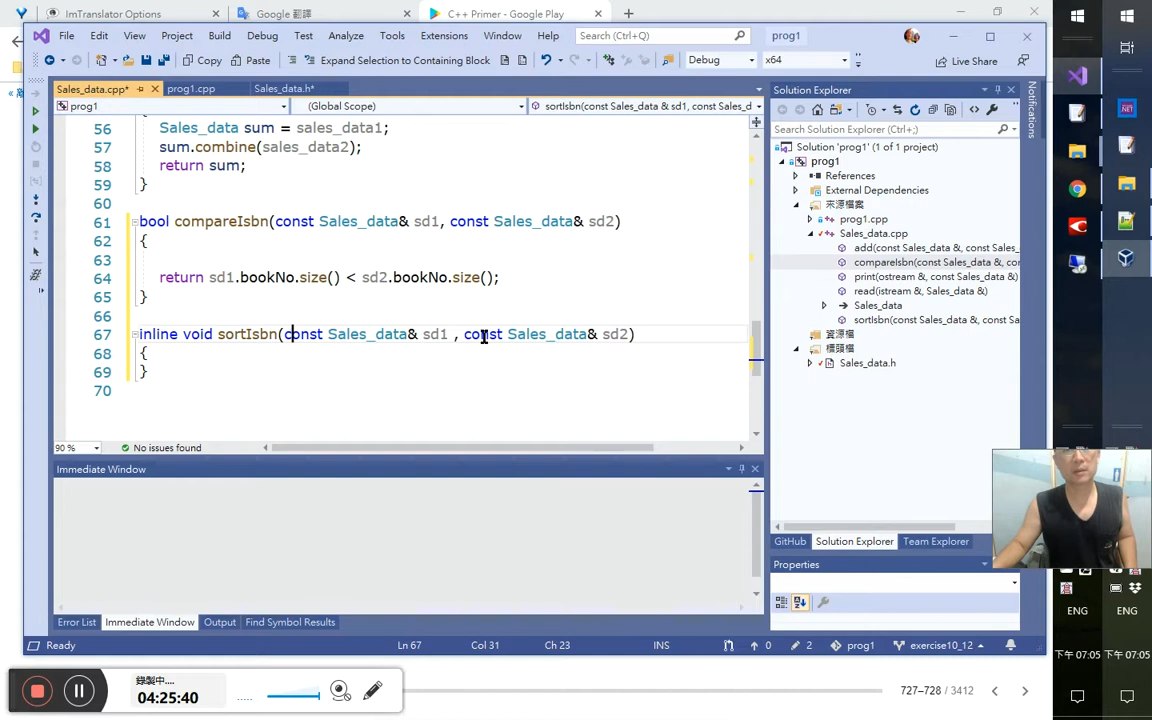 ImTranslator Options
Google 翻譯
C++ Primer - Google Play
File Edit View Project Build Debug Test Analyze Tools Extensions Window Help Search (Ctrl+Q) prog1
Copy Paste Expand Selection to Containing Block Debug x64 Live Share
Sales_data.cpp* prog1.cpp Sales_data.h*
prog1 (Global Scope) sortIsbn(const Sales_data & sd1, const Sales_d
56 {
Sales_data sum = sales_data1;
57 sum.combine(sales_data2);
58 return sum;
59 }
60
61 bool compareIsbn(const Sales_data& sd1, const Sales_data& sd2)
62 {
63
64 return sd1.bookNo.size() < sd2.bookNo.size();
65 }
66
67 inline void sortIsbn(const Sales_data& sd1 , const Sales_data& sd2)
68 {
69 }
70
90 % No issues found
Immediate Window
Error List Immediate Window Output Find Symbol Results
Solution Explorer
Search Solution Explorer (Ctrl+;)
Solution 'prog1' (1 of 1 project)
prog1
References
External Dependencies
來源檔案
prog1.cpp
Sales_data.cpp
add(const Sales_data &, const Sales_
compareIsbn(const Sales_data &, co
print(ostream &, const Sales_data &)
read(istream &, Sales_data &)
Sales_data
sortIsbn(const Sales_data &, const Sa
資源檔
標頭檔
Sales_data.h
GitHub Solution Explorer Team Explorer
Properties
Notifications
Ready Ln 67 Col 31 Ch 23 INS 0 2 prog1 exercise10_12
錄製中....
04:25:40
727–728 / 3412
ENG ENG
下午 07:05 下午 07:05